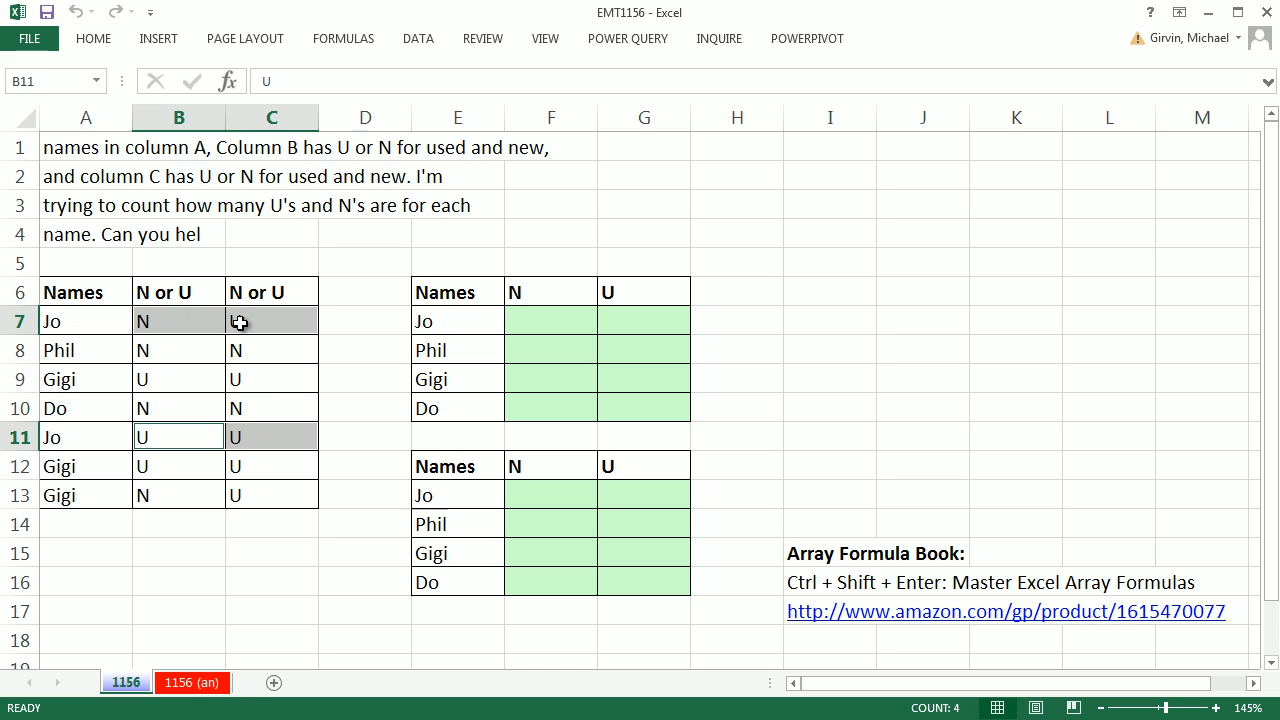 EMT1156 - Excel
FILE HOME INSERT PAGE LAYOUT FORMULAS DATA REVIEW VIEW POWER QUERY INQUIRE POWERPIVOT Girvin, Michael
B11 fx U
A B C D E F G H I J K L M
1 names in column A, Column B has U or N for used and new,
2 and column C has U or N for used and new. I'm
3 trying to count how many U's and N's are for each
4 name. Can you hel
5
6 Names N or U N or U Names N U
7 Jo N U Jo
8 Phil N N Phil
9 Gigi U U Gigi
10 Do N N Do
11 Jo U U
12 Gigi U U Names N U
13 Gigi N U Jo
14 Phil
15 Gigi Array Formula Book:
16 Do Ctrl + Shift + Enter: Master Excel Array Formulas
17 http://www.amazon.com/gp/product/1615470077
18
19
1156 1156 (an)
READY COUNT: 4 145%